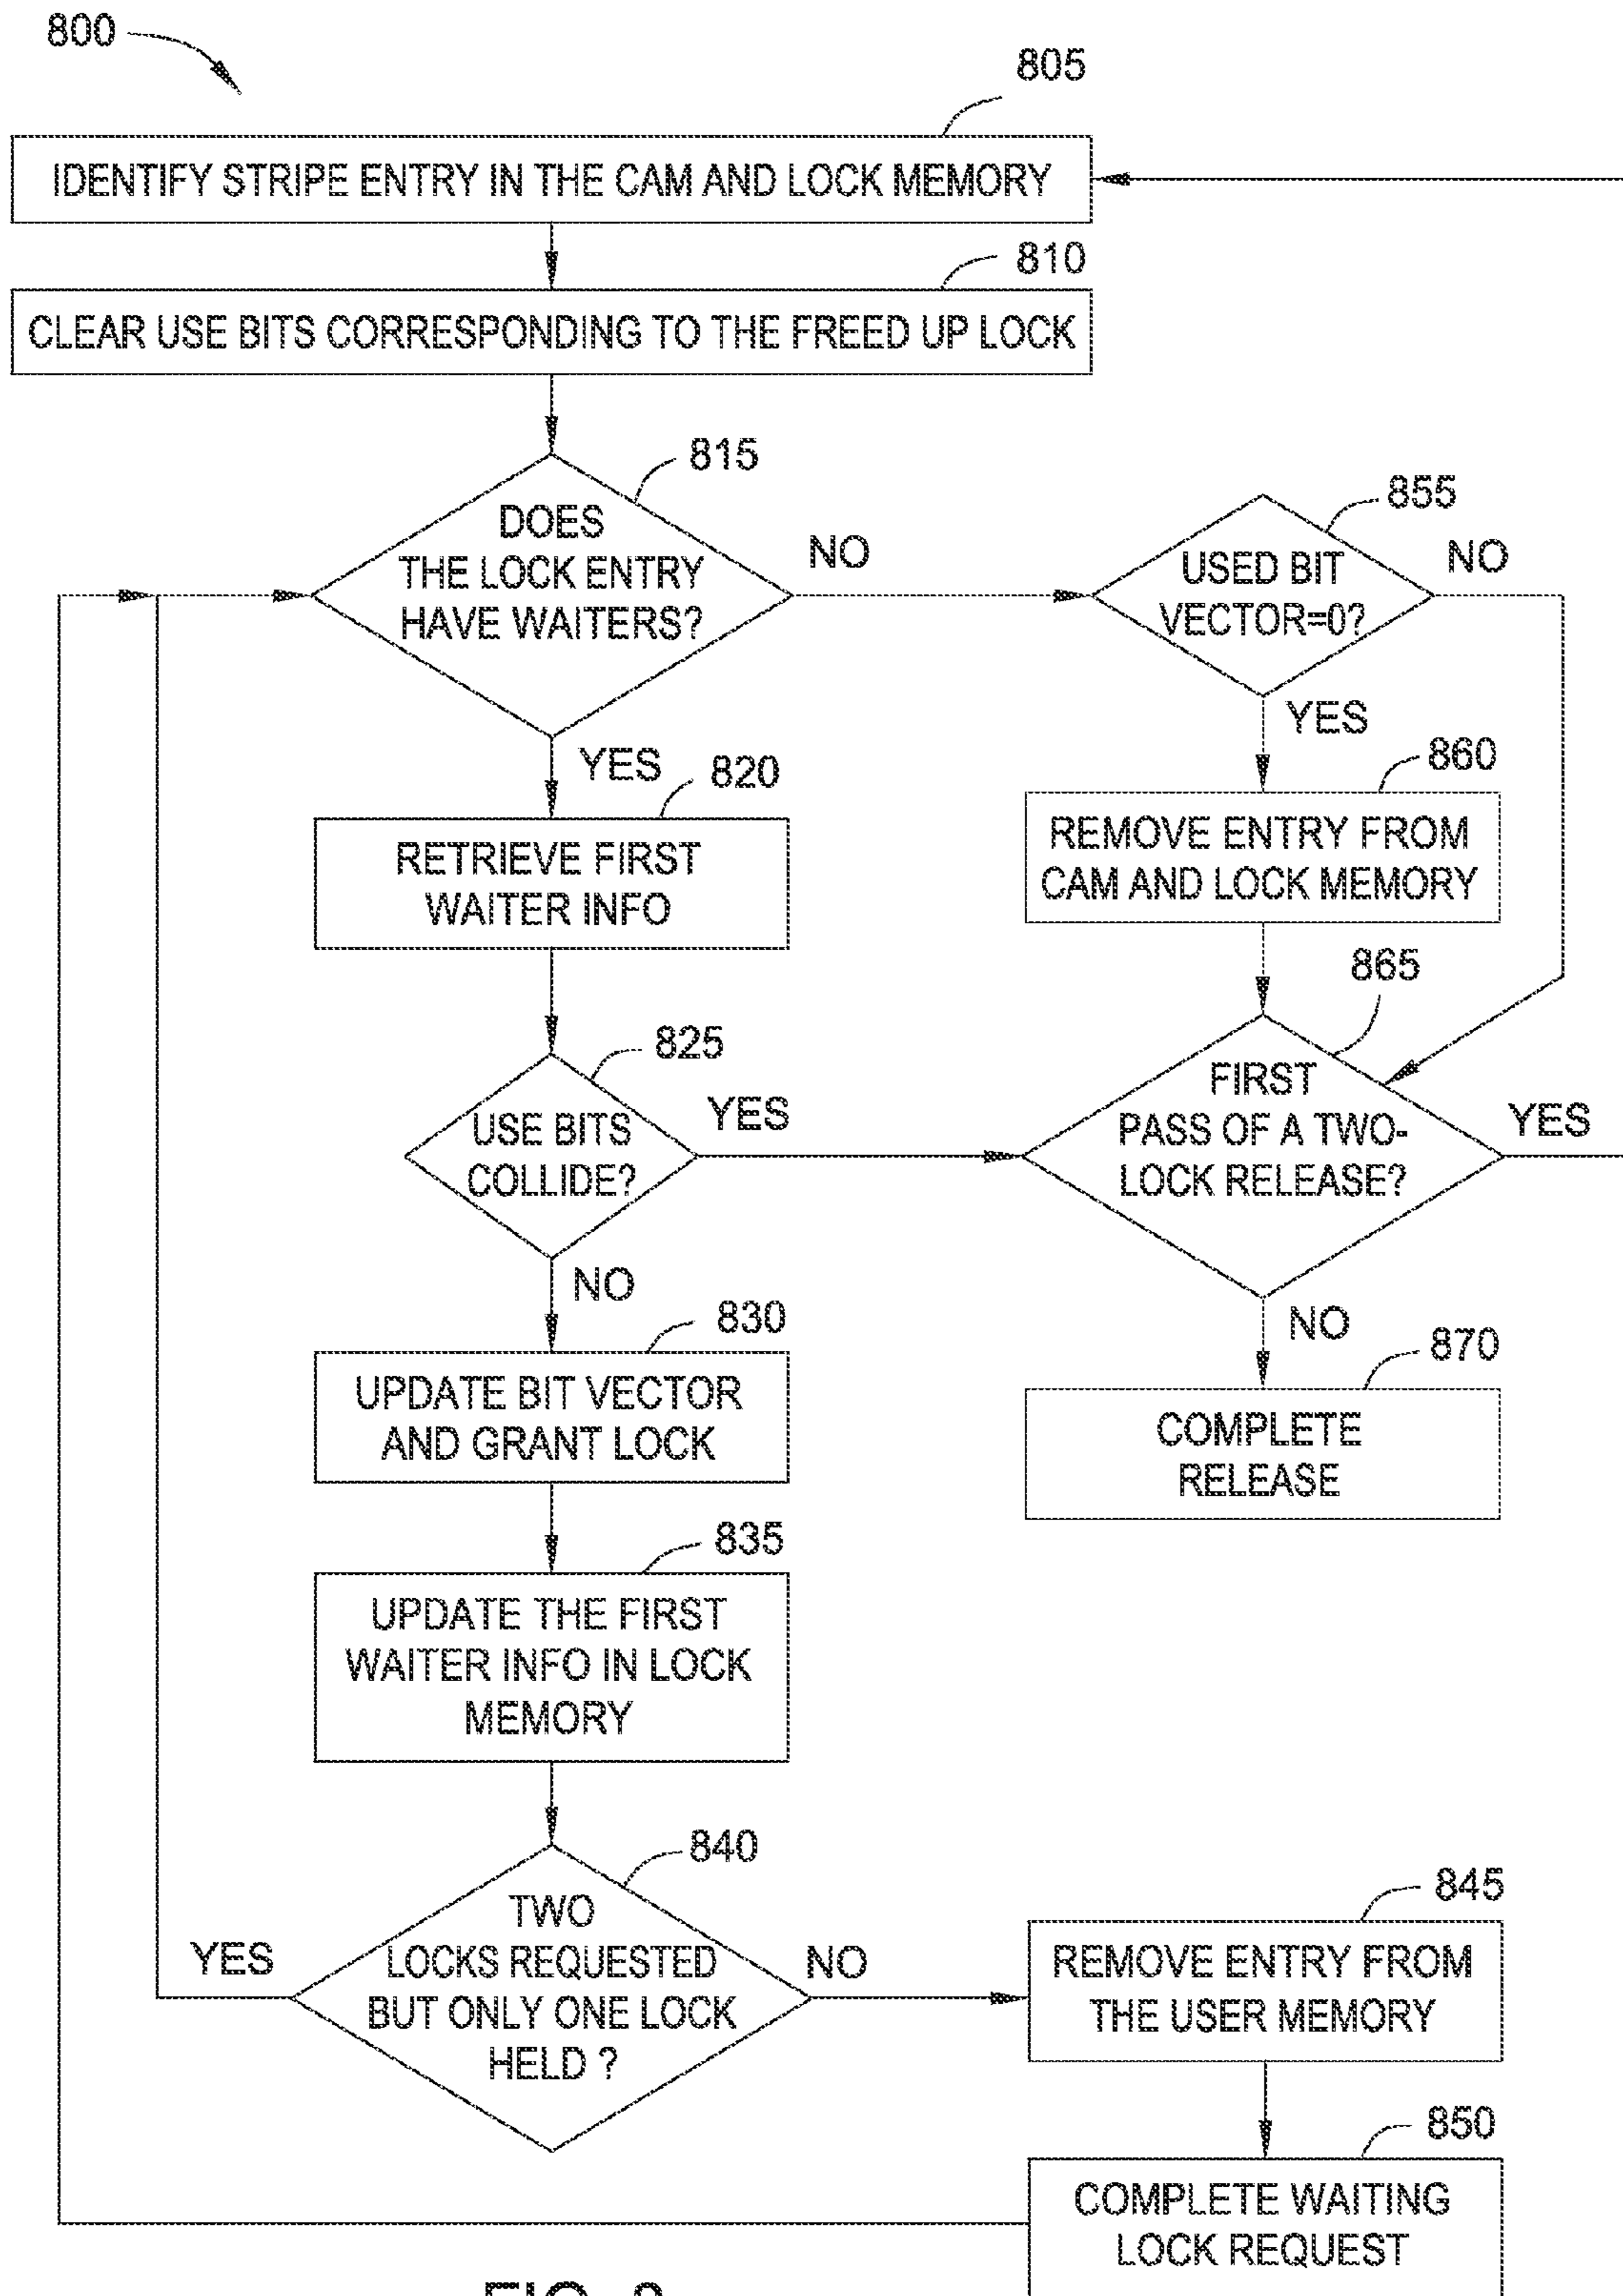 800
805
IDENTIFY STRIPE ENTRY IN THE CAM AND LOCK MEMORY
810
CLEAR USE BITS CORRESPONDING TO THE FREED UP LOCK
815
DOES
THE LOCK ENTRY
HAVE WAITERS?
NO
YES
855
USED BIT
VECTOR=0?
NO
YES
820
RETRIEVE FIRST
WAITER INFO
860
REMOVE ENTRY FROM
CAM AND LOCK MEMORY
825
USE BITS
COLLIDE?
YES
NO
865
FIRST
PASS OF A TWO-
LOCK RELEASE?
YES
NO
830
UPDATE BIT VECTOR
AND GRANT LOCK
870
COMPLETE
RELEASE
835
UPDATE THE FIRST
WAITER INFO IN LOCK
MEMORY
840
TWO
LOCKS REQUESTED
BUT ONLY ONE LOCK
HELD ?
YES
NO
845
REMOVE ENTRY FROM
THE USER MEMORY
850
COMPLETE WAITING
LOCK REQUEST